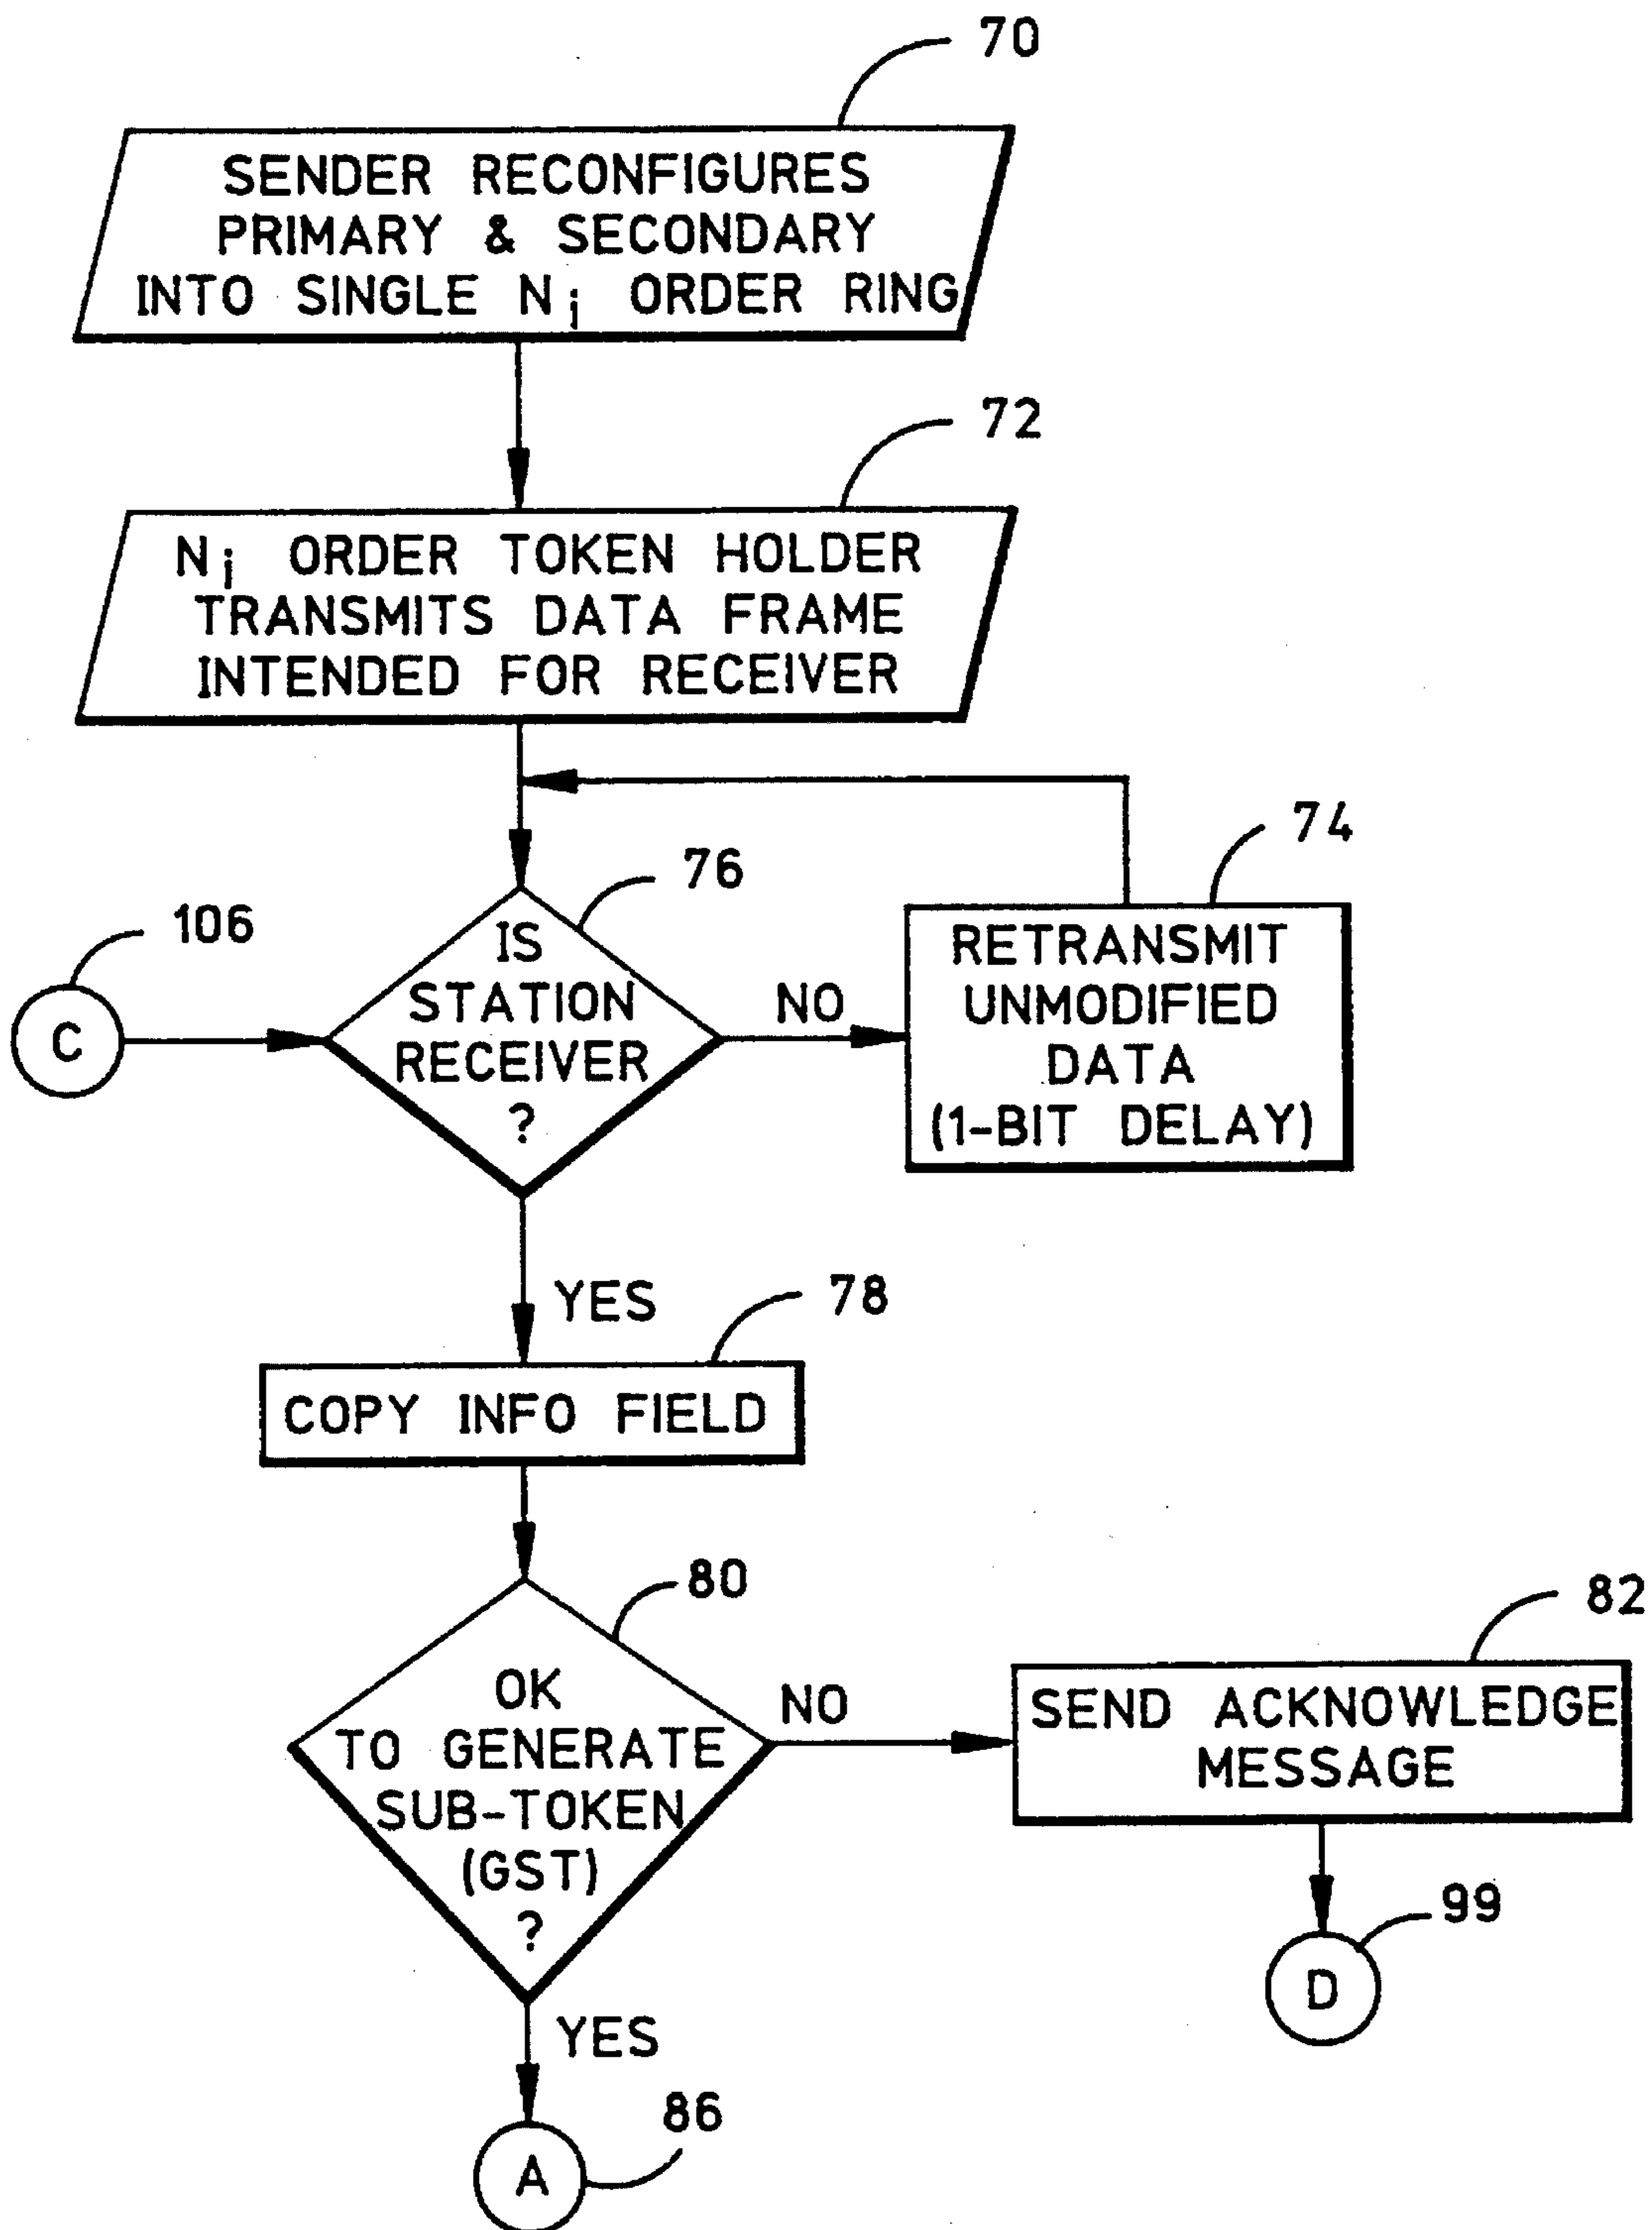 70
SENDER RECONFIGURES
PRIMARY & SECONDARY
INTO SINGLE Ni ORDER RING
72
Ni ORDER TOKEN HOLDER
TRANSMITS DATA FRAME
INTENDED FOR RECEIVER
74
76
106
IS
STATION
RECEIVER
?
C
NO
RETRANSMIT
UNMODIFIED
DATA
(1-BIT DELAY)
YES
78
COPY INFO FIELD
80
82
OK
TO GENERATE
SUB-TOKEN
(GST)
?
NO
SEND ACKNOWLEDGE
MESSAGE
99
D
YES
86
A